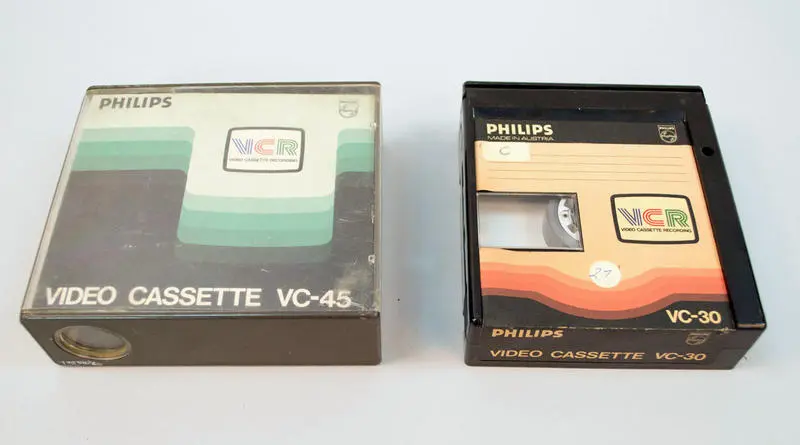 PHILIPS
VCR
VIDEO CASSETTE RECORDING
VIDEO CASSETTE VC-45
PHILIPS
MADE IN AUSTRIA
C
VCR
VIDEO CASSETTE RECORDING
27
VC-30
PHILIPS
VIDEO CASSETTE VC-30